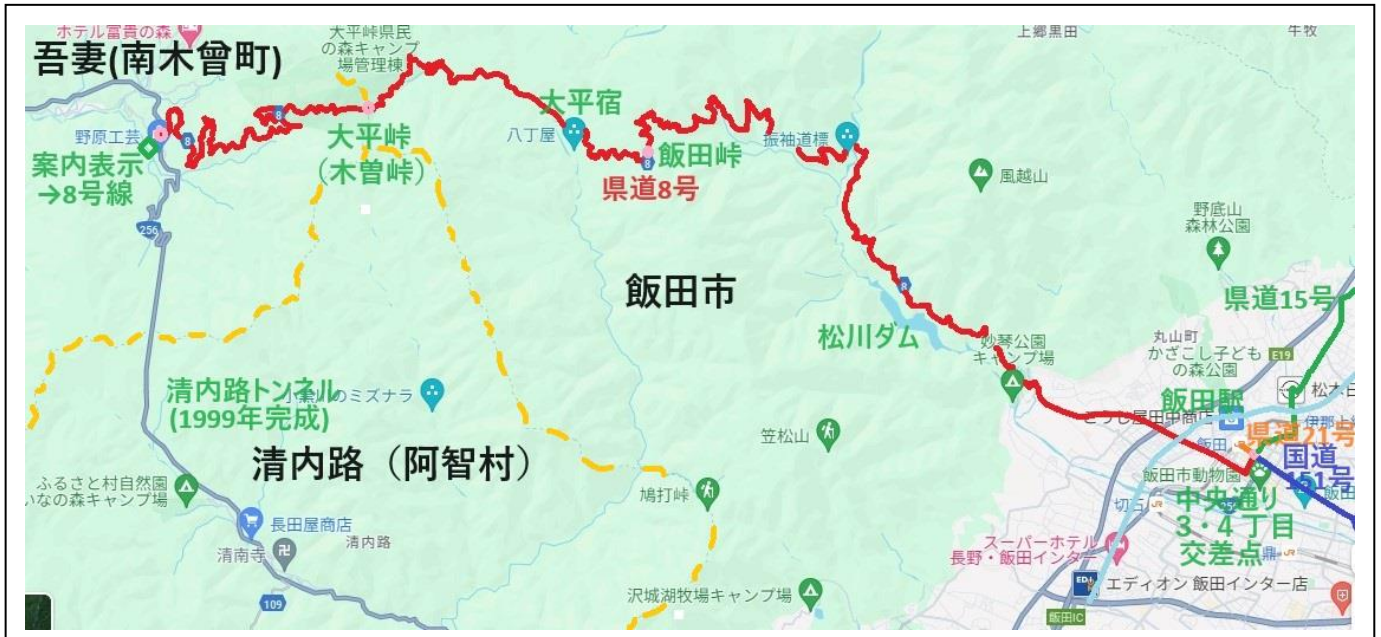 ホテル富貴の森
大平峠県民
の森キャンプ
場管理棟
上郷黒田
牛牧
吾妻(南木曾町)
野原工芸
8
8
案内表示
→8号線
大平峠
(木曽峠)
大平宿
八丁屋
飯田峠
8
県道8号
振袖道標
風越山
野底山
森林公園
256
飯田市
8
県道15号
松川ダム
妙琴公園
キャンプ場
丸山町
かざこし子ども
の森公園
E19
清内路トンネル
(1999年完成)
のミズナラ
飯田駅
飯田
県道21号
国道
151号
清内路(阿智村)
笠松山
飯田市動物園
中央通り
3・4丁目
交差点
切石
鼎
ふるさと村自然園
いなの森キャンプ場
鳩打峠
長田屋商店
清南寺
清内路
スーパーホテル
長野・飯田インター
エディオン 飯田インター店
109
沢城湖牧場キャンプ場
飯田IC